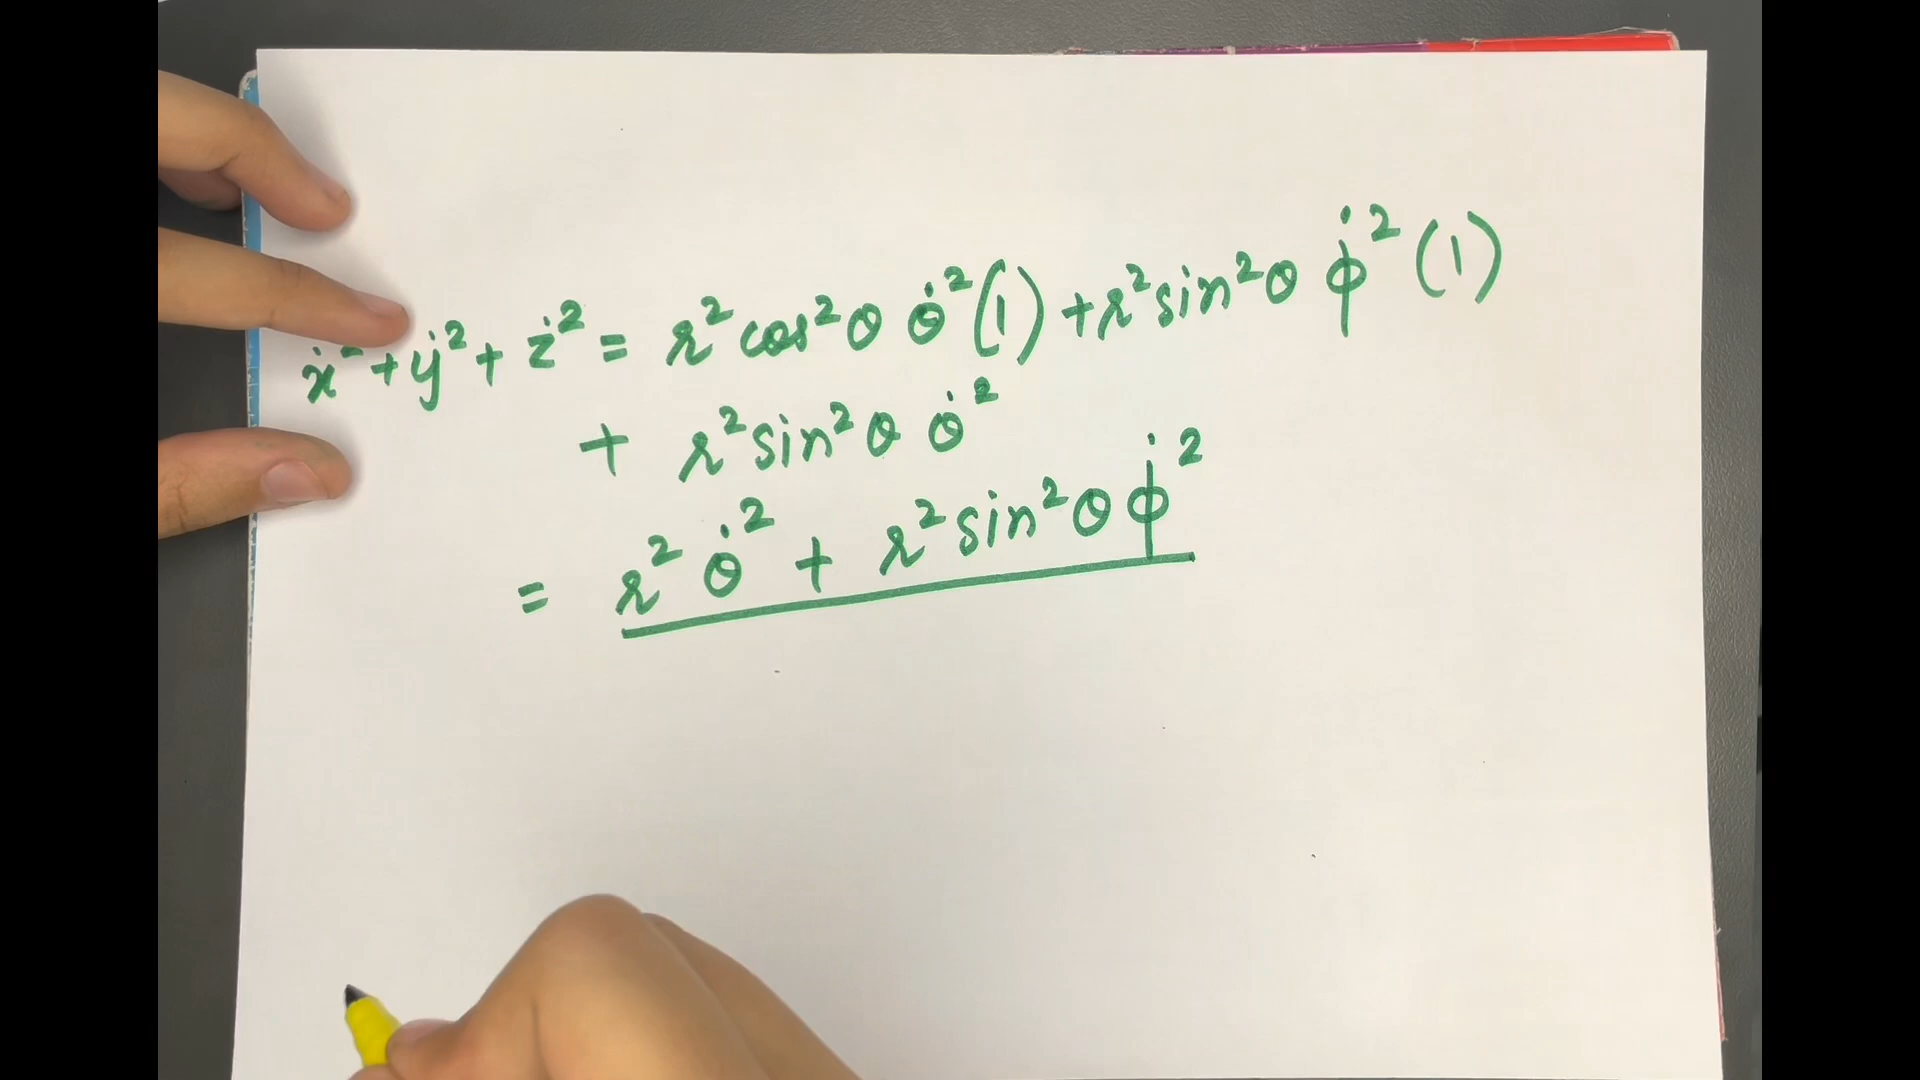 ẋ² + ẏ² + ż² = r² cos²θ θ̇² (1) + r² sin²θ ϕ̇² (1)
+ r² sin²θ θ̇²
= r² θ̇² + r² sin²θ ϕ̇²